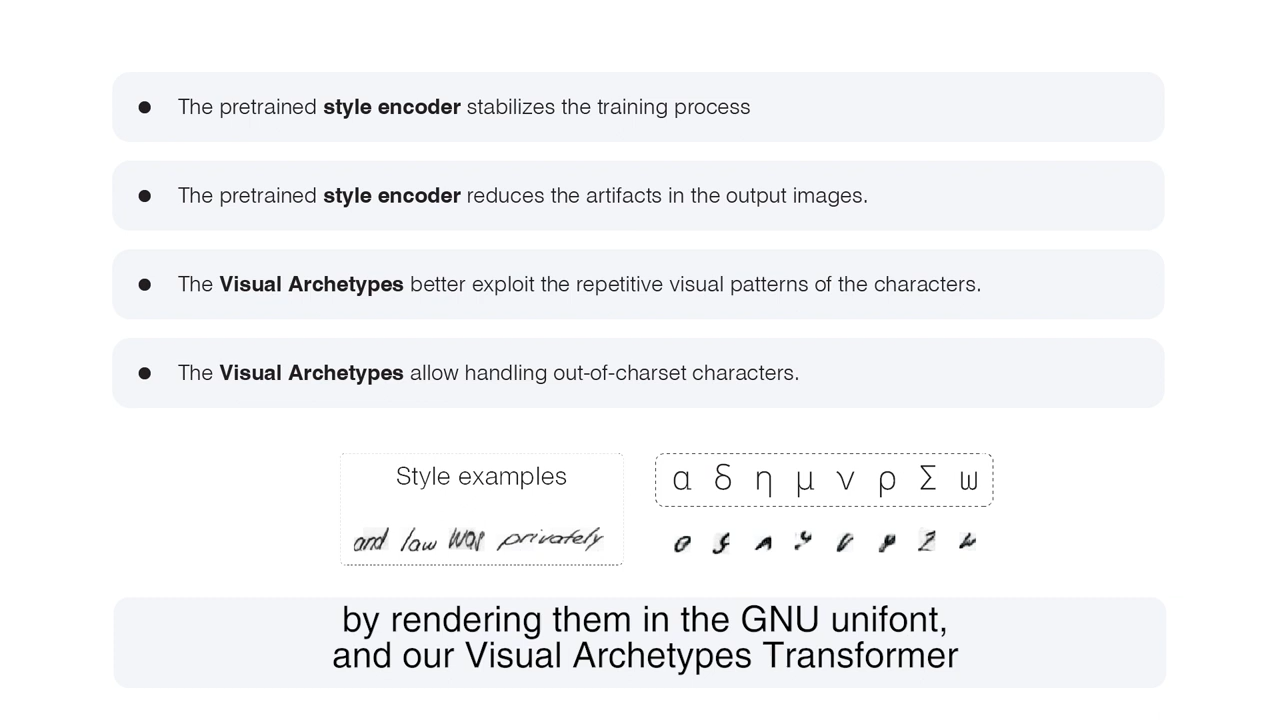 The pretrained style encoder stabilizes the training process
The pretrained style encoder reduces the artifacts in the output images.
The Visual Archetypes better exploit the repetitive visual patterns of the characters.
The Visual Archetypes allow handling out-of-charset characters.
Style examples
and law was privately
α δ η μ ν ρ Σ ω
by rendering them in the GNU unifont,
and our Visual Archetypes Transformer